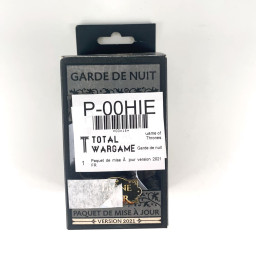 GARDE DE NUIT
P-00HIE
P-00HIEH
Game of
Thrones
TOTAL
WARGAME
Garde de nuit
1
Paquet de mise À jour version 2021
PAQUET DE MISE À JOUR
VERSION 2021